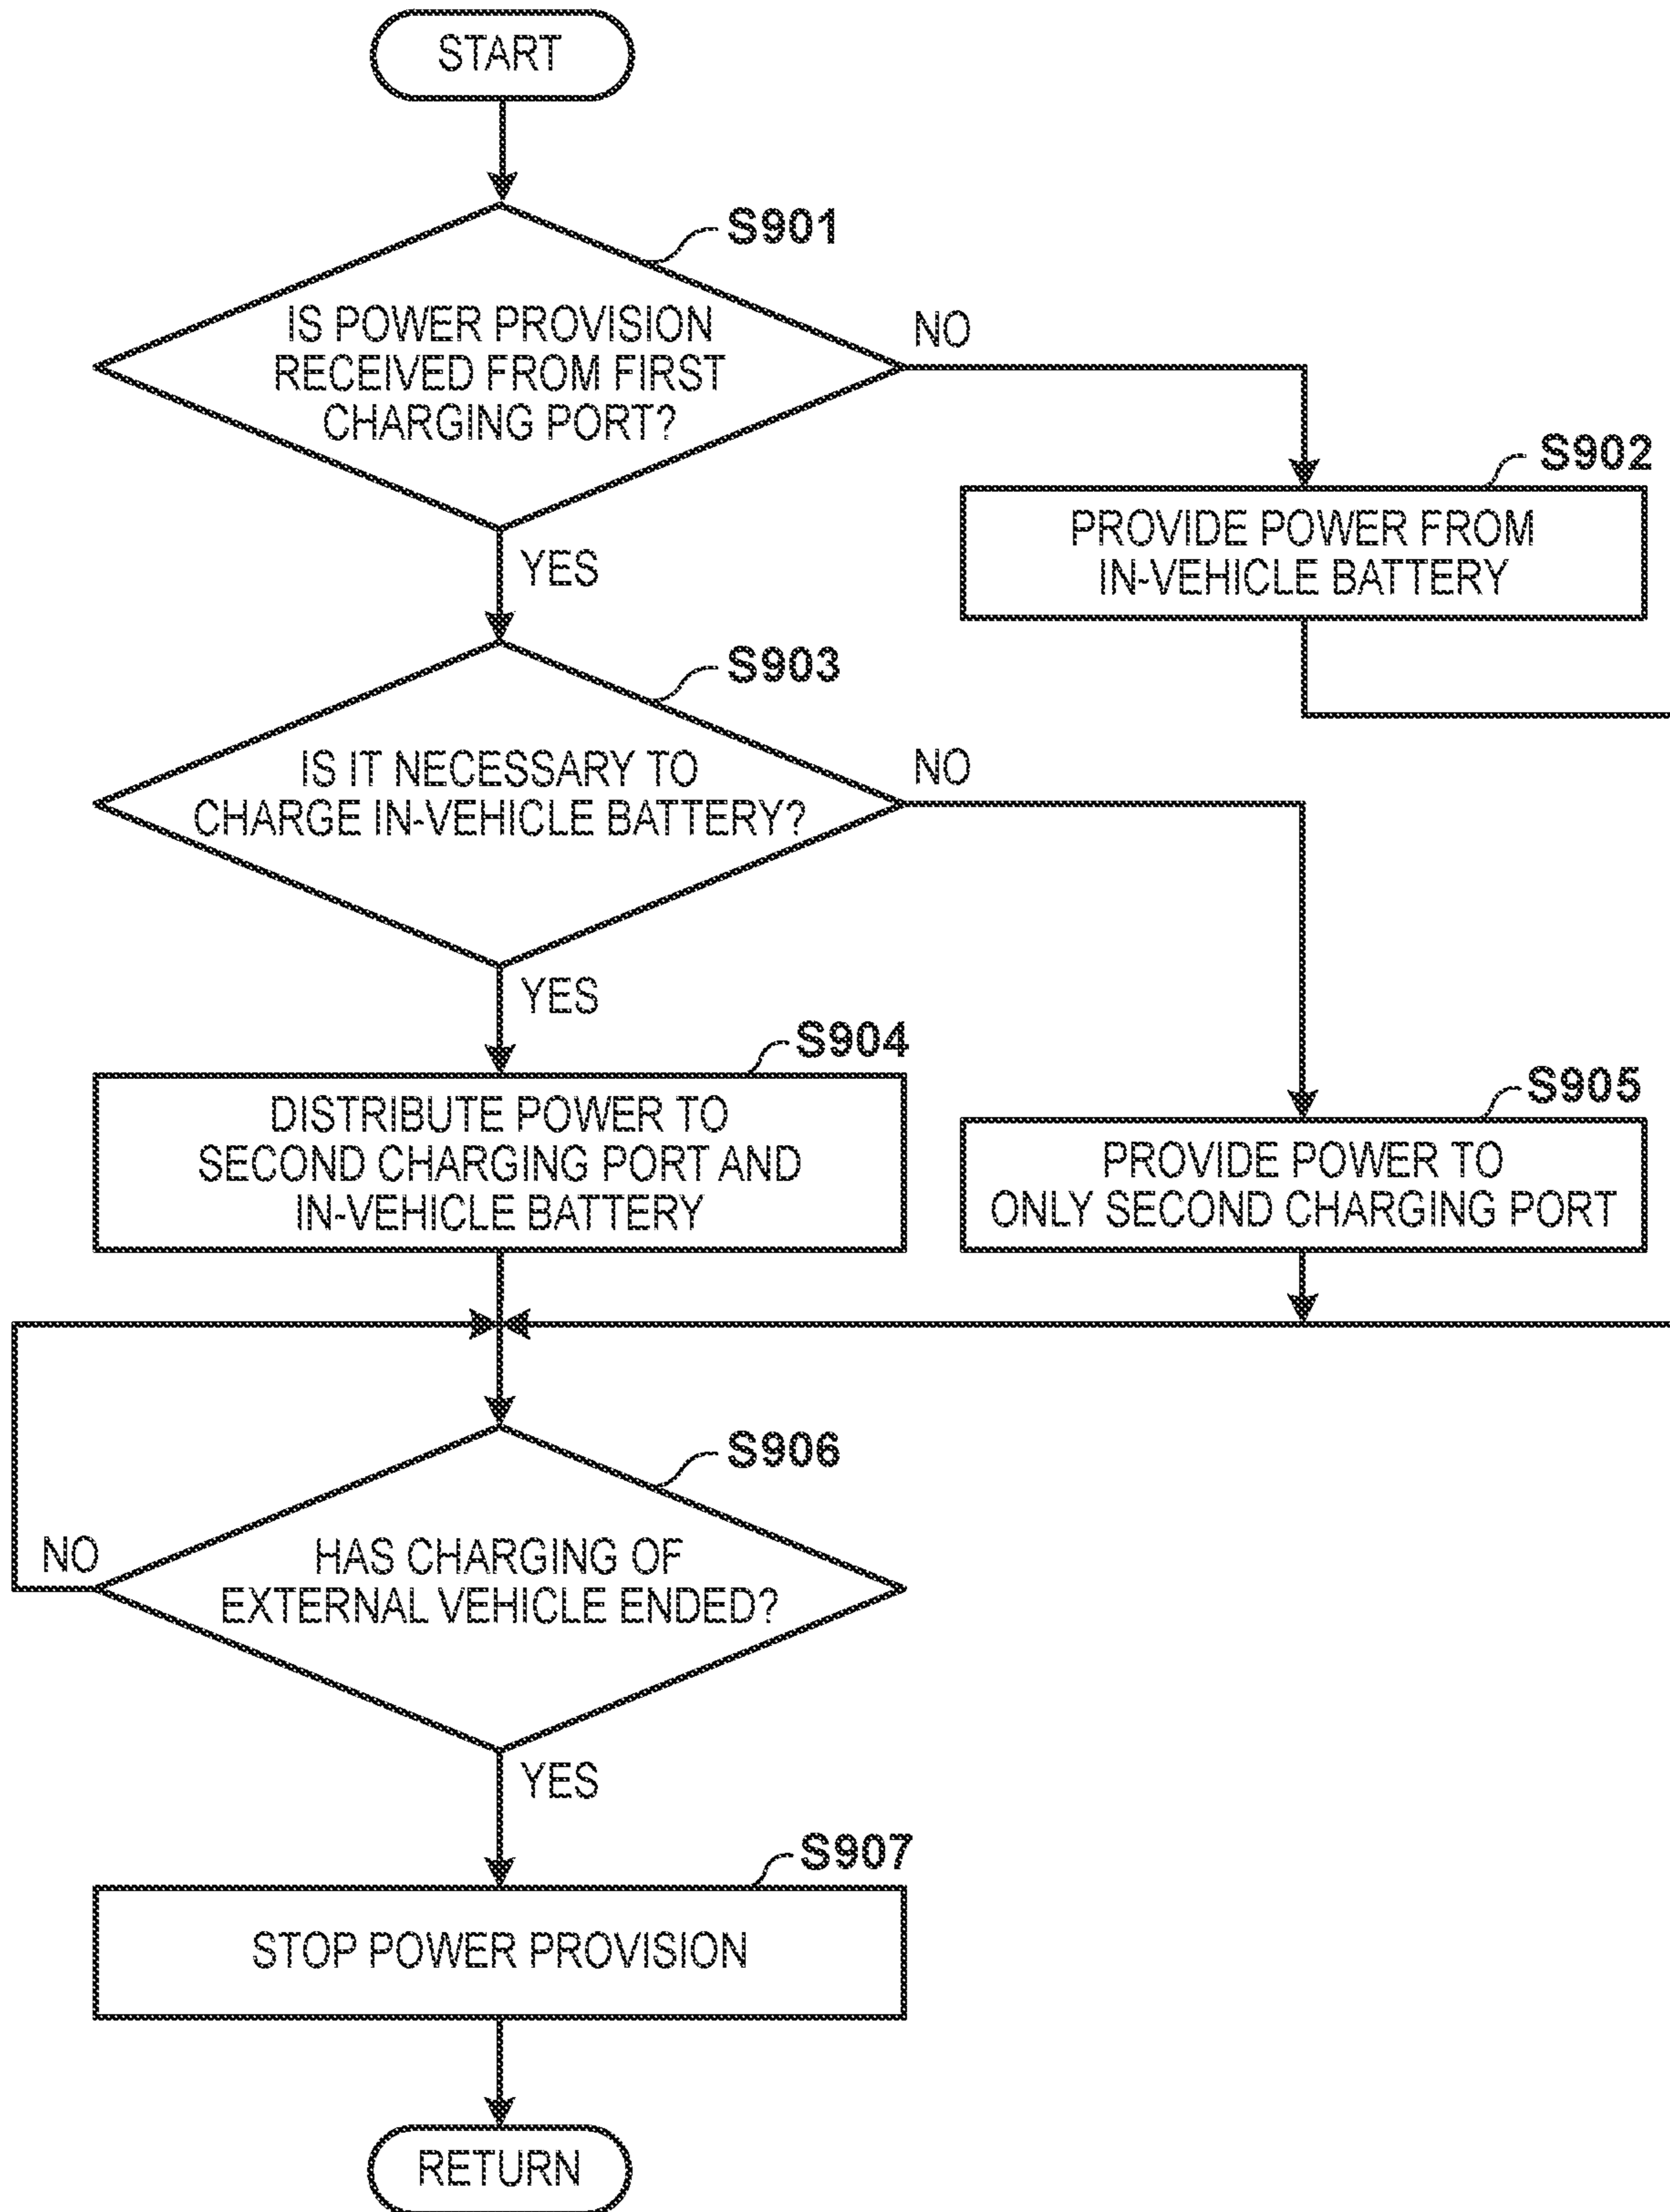 START
S901
IS POWER PROVISION
RECEIVED FROM FIRST
CHARGING PORT?
NO
YES
S902
PROVIDE POWER FROM
IN-VEHICLE BATTERY
S903
IS IT NECESSARY TO
CHARGE IN-VEHICLE BATTERY?
NO
YES
S904
DISTRIBUTE POWER TO
SECOND CHARGING PORT AND
IN-VEHICLE BATTERY
S905
PROVIDE POWER TO
ONLY SECOND CHARGING PORT
S906
HAS CHARGING OF
EXTERNAL VEHICLE ENDED?
NO
YES
S907
STOP POWER PROVISION
RETURN